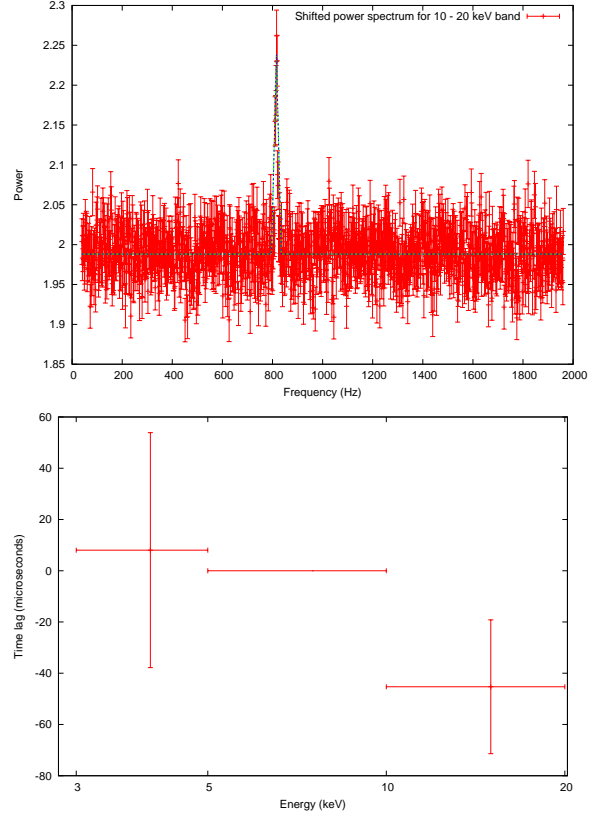 Shifted power spectrum for 10 - 20 keV band
2.3
2.25
2.2
2.15
2.1
2.05
2
1.95
1.9
1.85
Power
0 200 400 600 800 1000 1200 1400 1600 1800 2000
Frequency (Hz)
60
40
20
0
-20
-40
-60
-80
Time lag (microseconds)
3 5 10 20
Energy (keV)